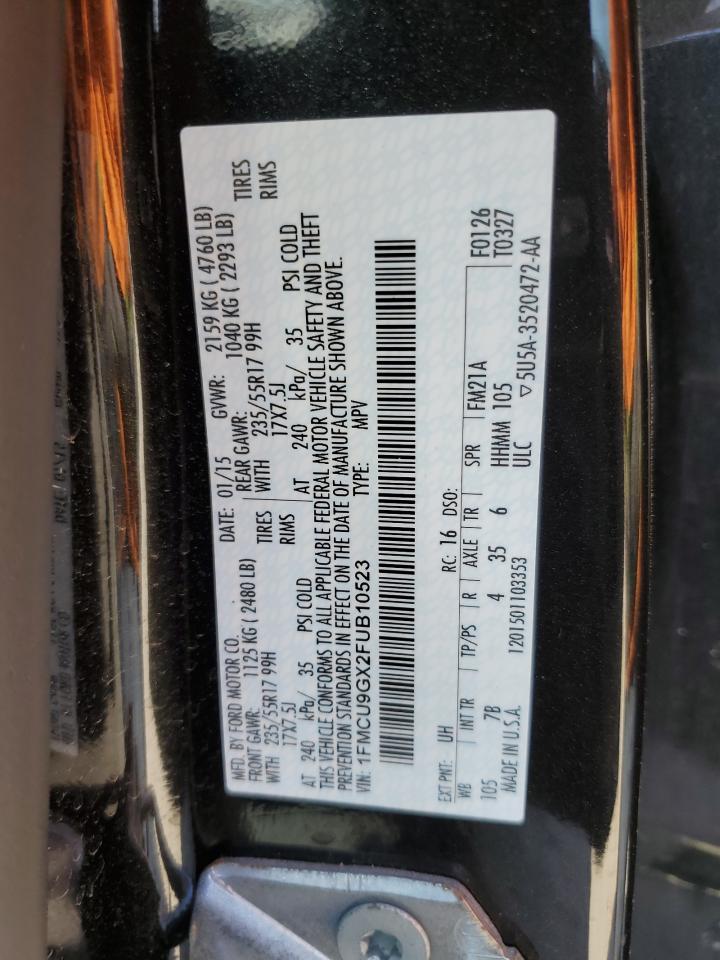 MFD. BY FORD MOTOR CO.
DATE: 01/15 GVWR: 2159 KG ( 4760 LB)
FRONT GAWR: 1125 KG ( 2480 LB)
REAR GAWR: 1040 KG ( 2293 LB)
WITH 235/55R17 99H TIRES
WITH 235/55R17 99H TIRES
17X7.5J RIMS
17X7.5J RIMS
AT 240 kPa/ 35 PSI COLD
AT 240 kPa/ 35 PSI COLD
THIS VEHICLE CONFORMS TO ALL APPLICABLE FEDERAL MOTOR VEHICLE SAFETY AND THEFT
PREVENTION STANDARDS IN EFFECT ON THE DATE OF MANUFACTURE SHOWN ABOVE.
VIN: 1FMCU9GX2FUB10523 TYPE: MPV
EXT PNT: UH RC: 16 DSO: F0126
WB INT TR TP/PS R AXLE TR SPR FM21A T0327
105 7B 4 35 6 HHMM 105
MADE IN U.S.A. 1201501103353 ULC ▽5U5A-3520472-AA